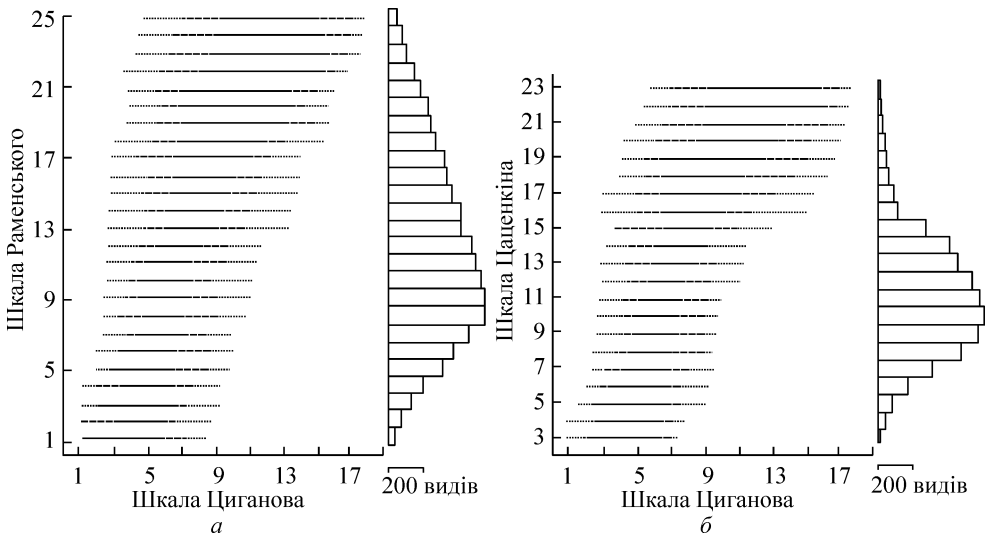 25
21
17
13
9
5
1
Шкала Раменського
1 5 9 13 17
Шкала Циганова
200 видів
а
23
21
19
17
15
13
11
9
7
5
3
Шкала Цаценкіна
1 5 9 13 17
Шкала Циганова
200 видів
б